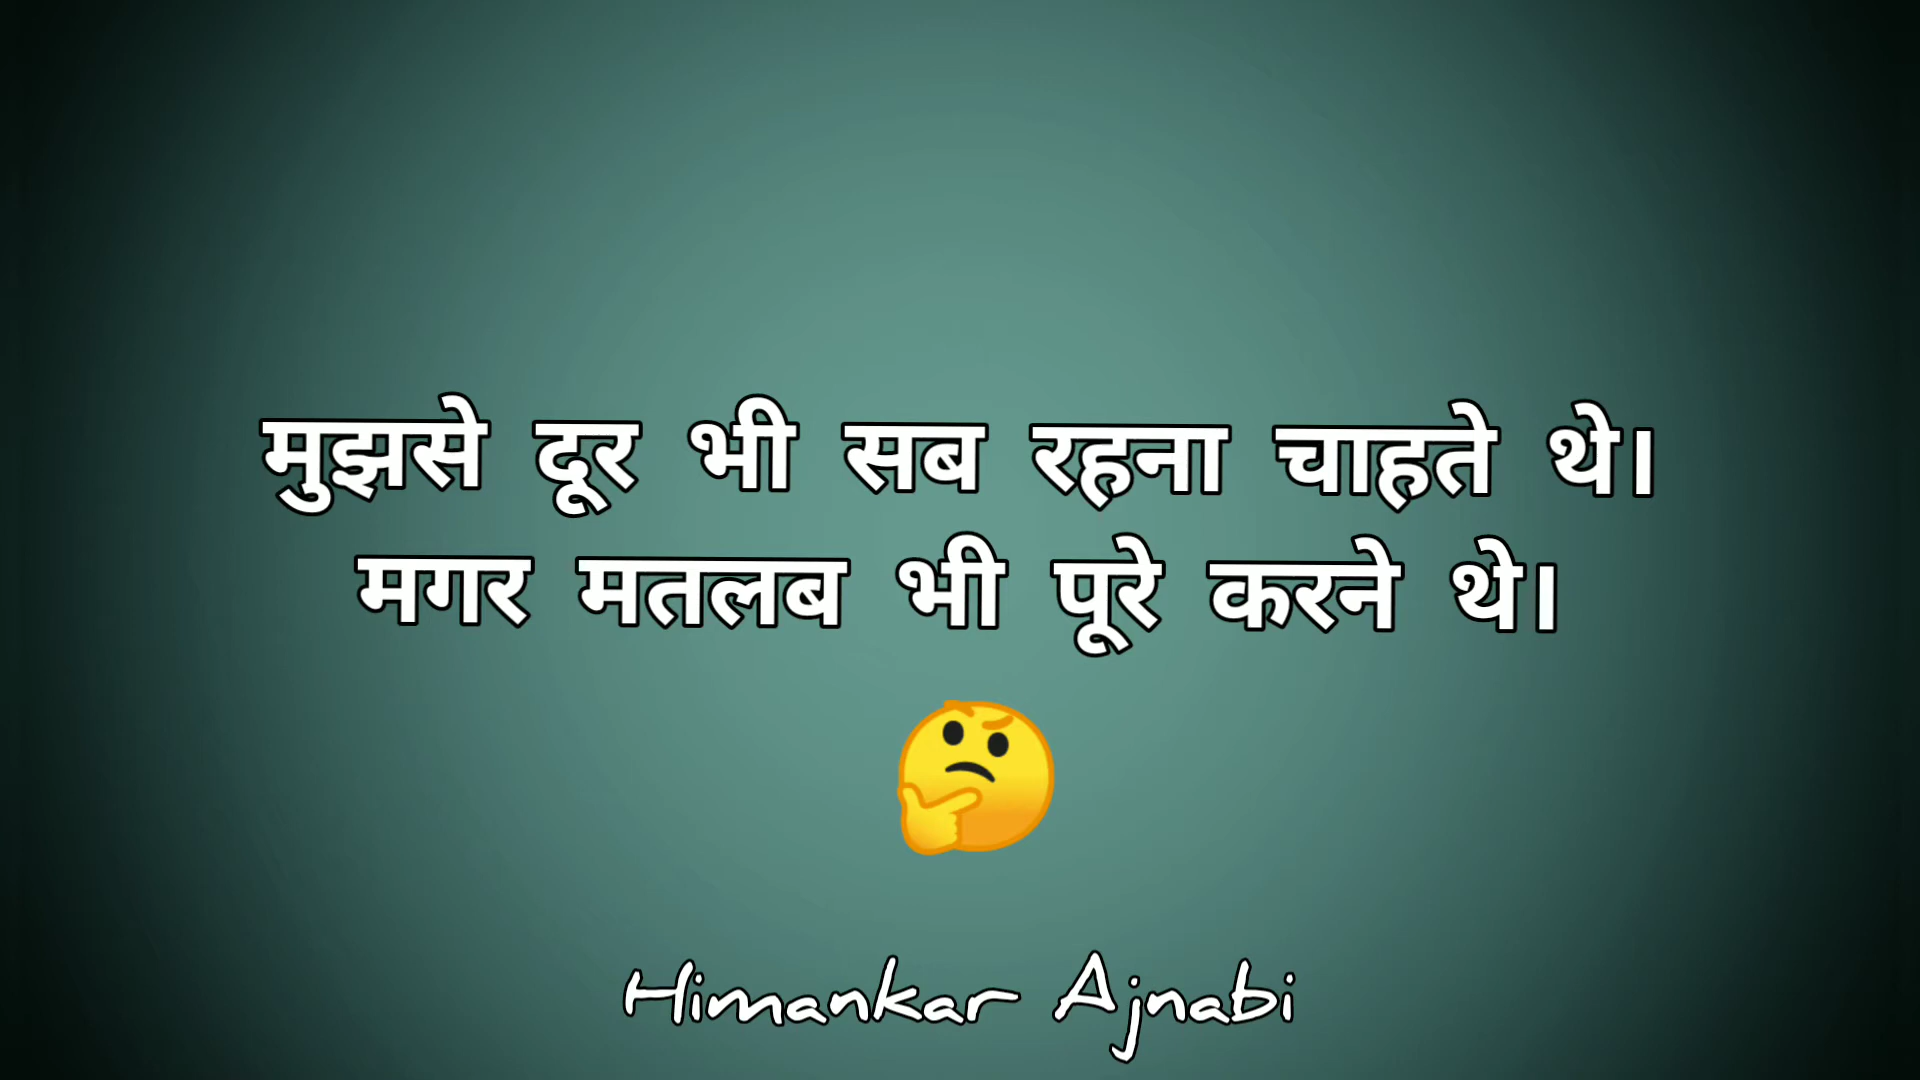 मुझसे दूर भी सब रहना चाहते थे।
मगर मतलब भी पूरे करने थे।
Himankar Ajnabi